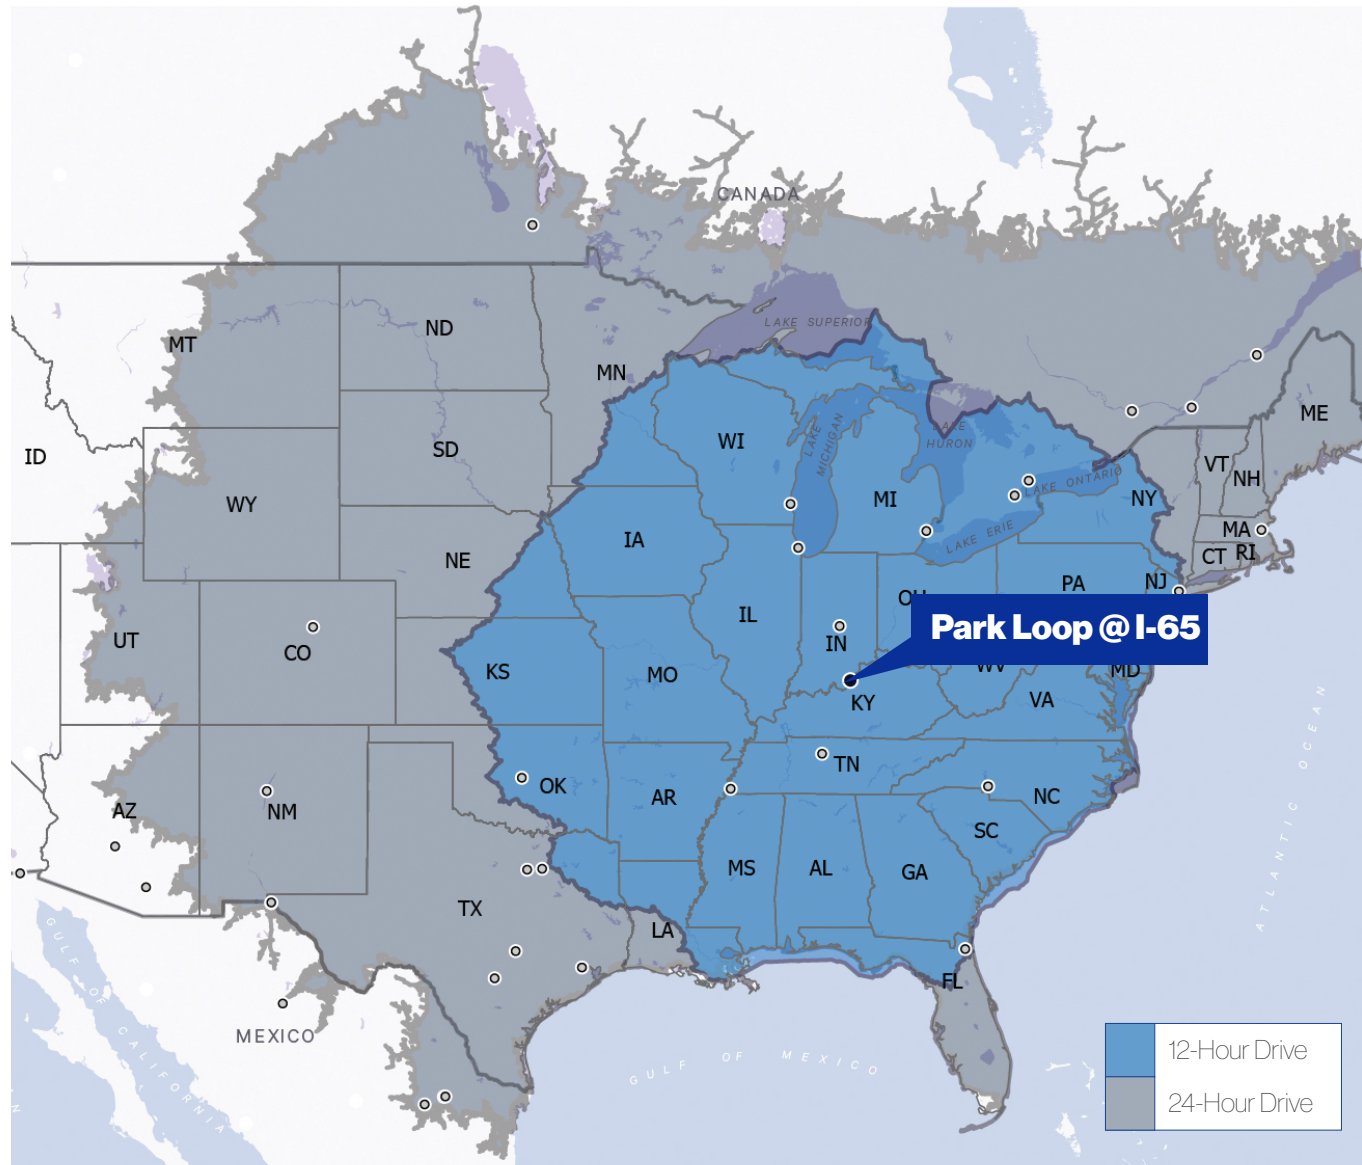 CANADA
LAKE SUPERIOR
ND
MT
MN
ME
LAKE
HURON
LAKE
MICHIGAN
WI
SD
ID
VT
NH
LAKE ONTARIO
NY
MI
WY
MA
LAKE ERIE
IA
CT
RI
NE
PA
NJ
OH
IL
Park Loop @ I-65
UT
CO
IN
KS
MO
WV
MD
KY
VA
TN
OK
AR
NC
AZ
NM
SC
MS
AL
GA
TX
LA
FL
ATLANTIC OCEAN
GULF OF CALIFORNIA
MEXICO
GULF OF MEXICO
12-Hour Drive
24-Hour Drive